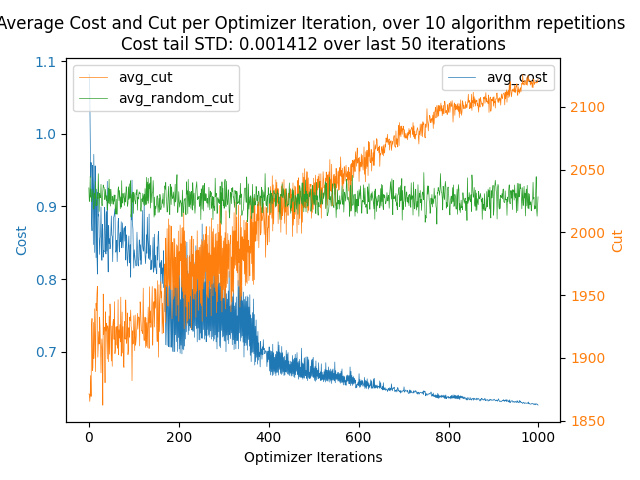 Average Cost and Cut per Optimizer Iteration, over 10 algorithm repetitions
Cost tail STD: 0.001412 over last 50 iterations
avg_cut
avg_random_cut
avg_cost
1.1
1.0
0.9
0.8
0.7
Cost
2100
2050
2000
1950
1900
1850
Cut
0 200 400 600 800 1000
Optimizer Iterations